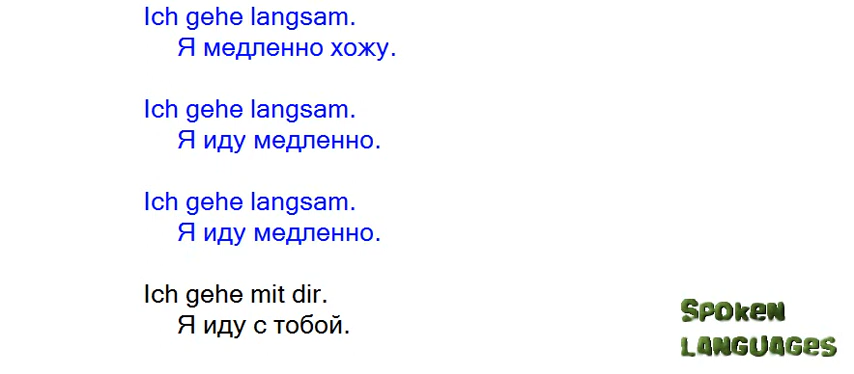 Ich gehe langsam.
Я медленно хожу.
Ich gehe langsam.
Я иду медленно.
Ich gehe langsam.
Я иду медленно.
Ich gehe mit dir.
Я иду с тобой.
Spoken
Languages